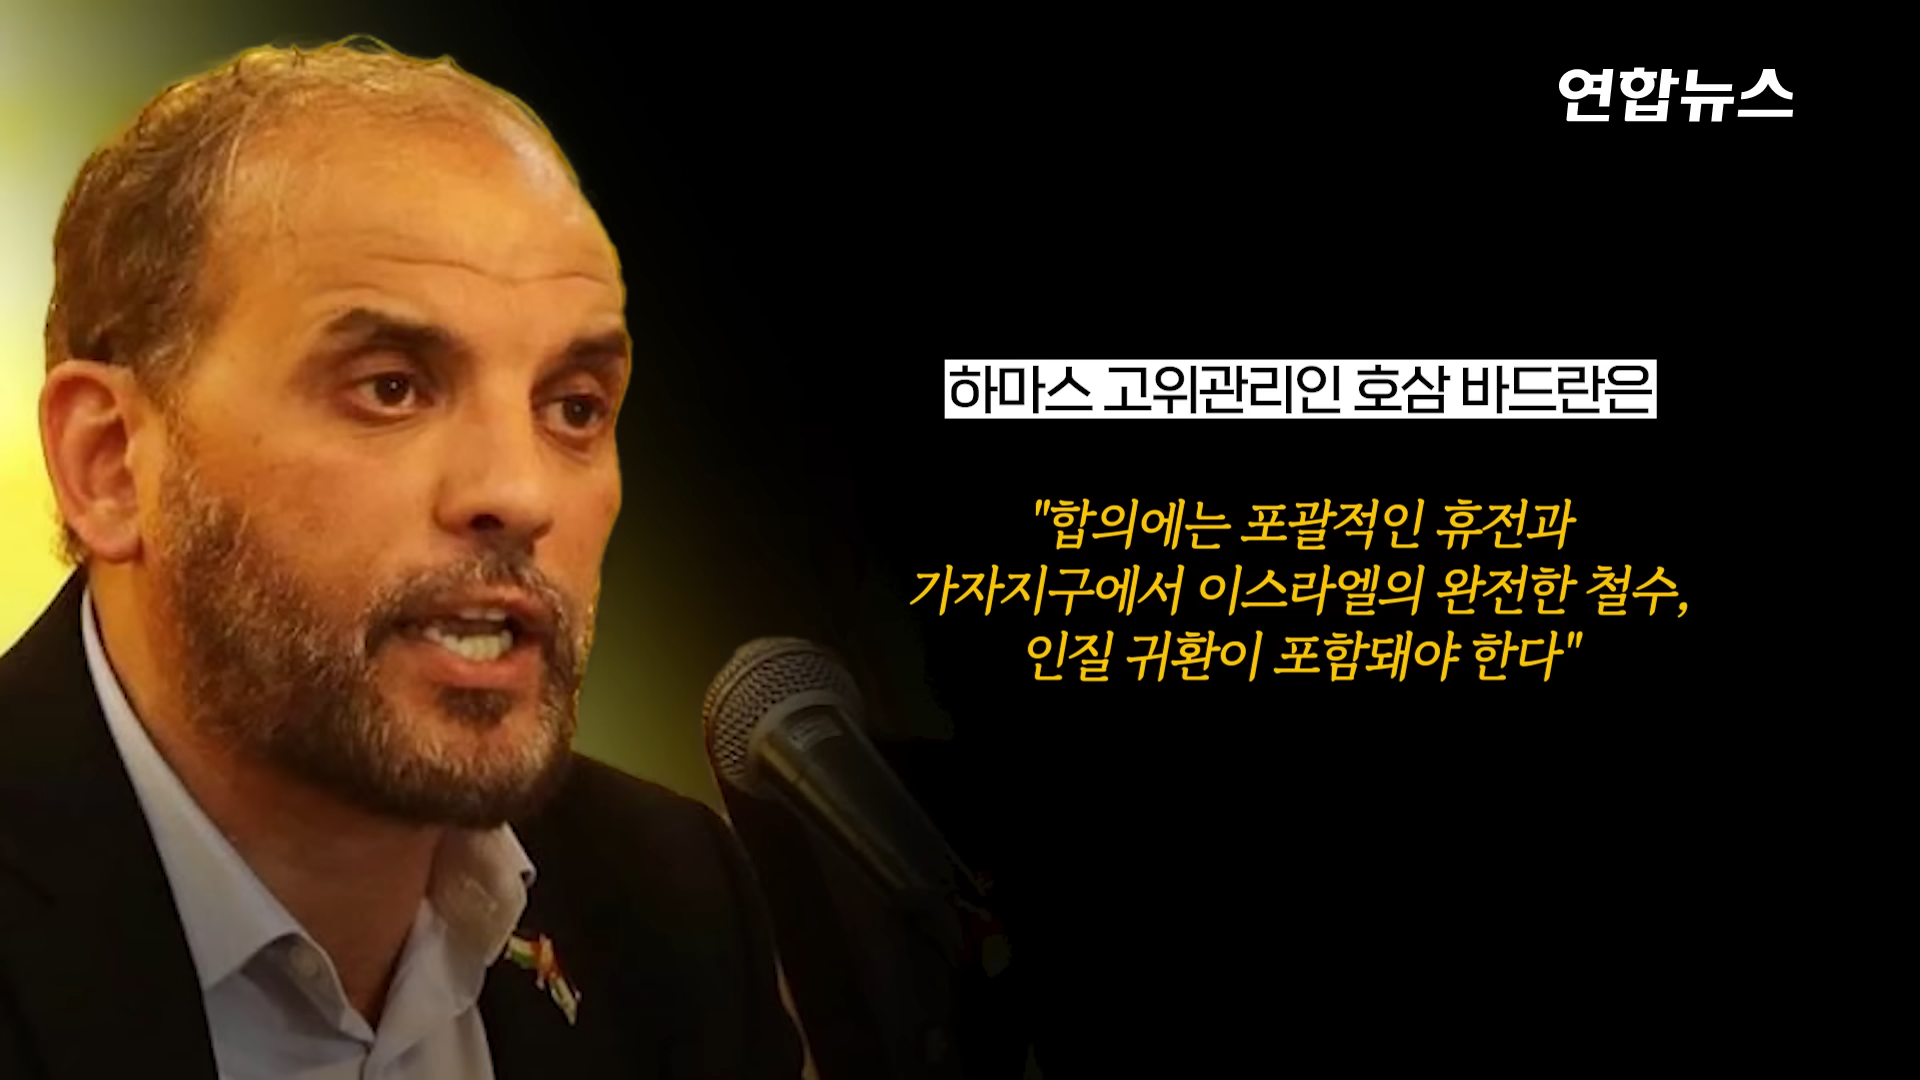 연합뉴스
하마스 고위관리인 호삼 바드란은
"합의에는 포괄적인 휴전과
가자지구에서 이스라엘의 완전한 철수,
인질 귀환이 포함돼야 한다"